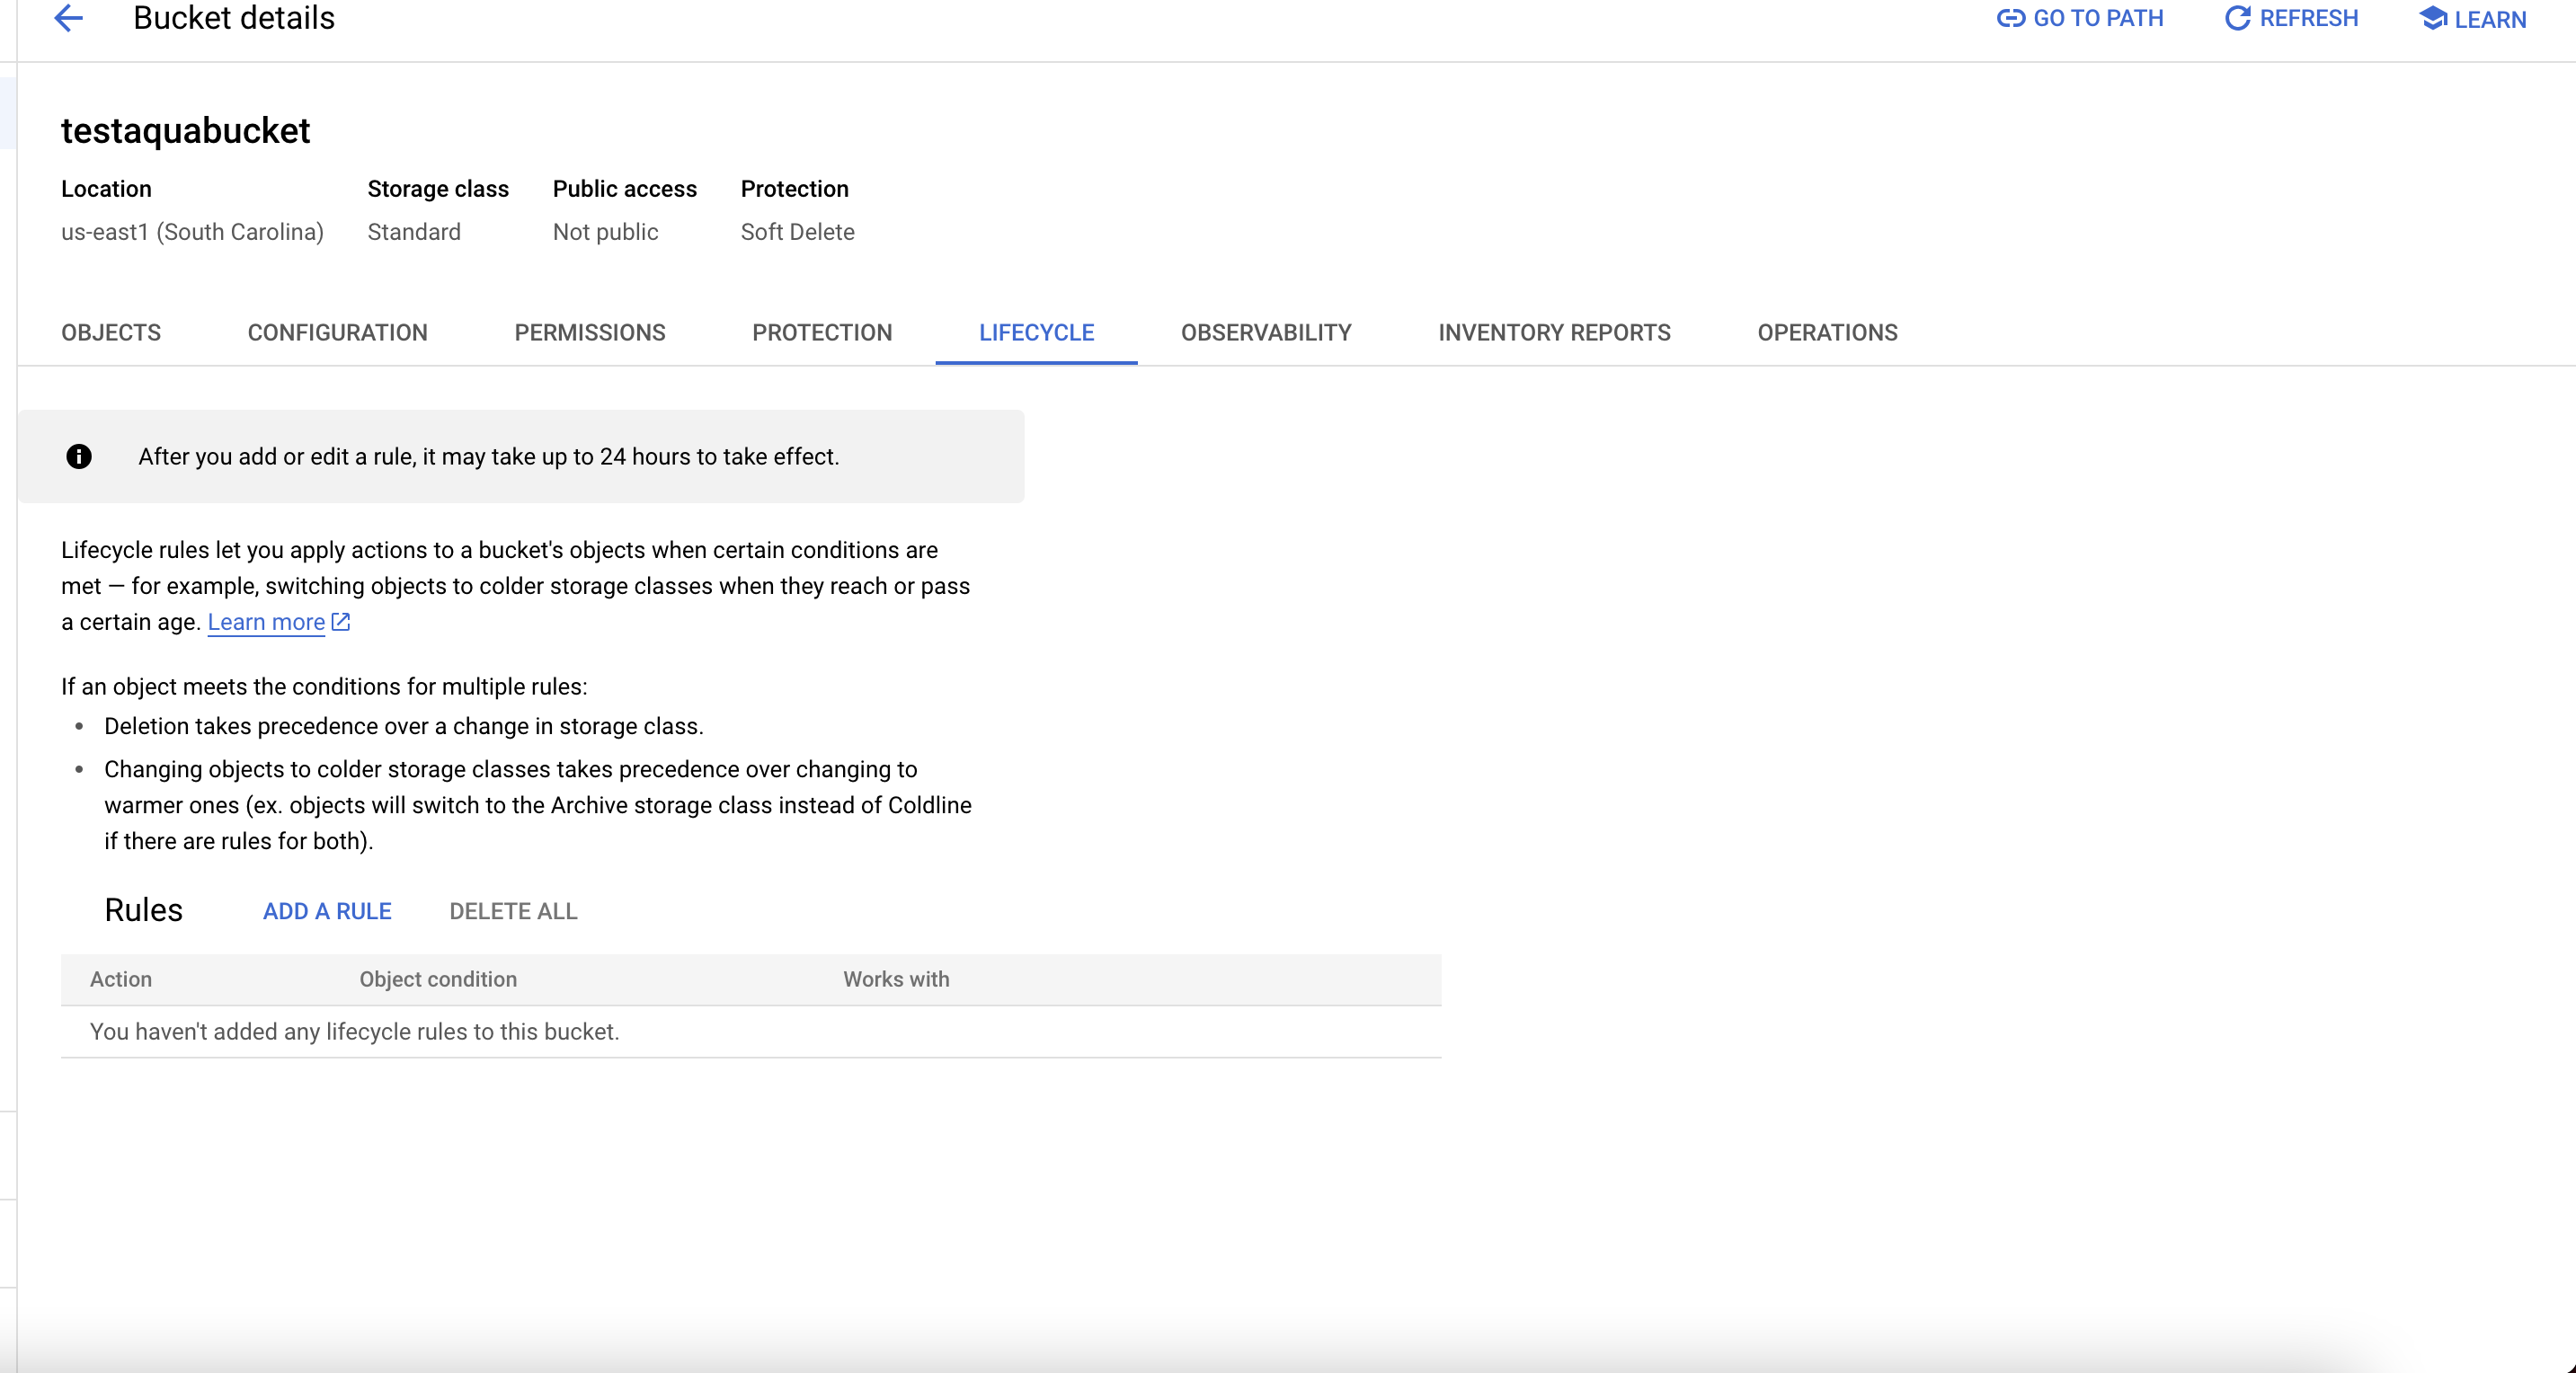 Bucket details
GO TO PATH
REFRESH
LEARN
testaquabucket
Location
Storage class
Public access
Protection
us-east1 (South Carolina)
Standard
Not public
Soft Delete
OBJECTS
CONFIGURATION
PERMISSIONS
PROTECTION
LIFECYCLE
OBSERVABILITY
INVENTORY REPORTS
OPERATIONS
After you add or edit a rule, it may take up to 24 hours to take effect.
Lifecycle rules let you apply actions to a bucket's objects when certain conditions are
met — for example, switching objects to colder storage classes when they reach or pass
a certain age. Learn more
If an object meets the conditions for multiple rules:
• Deletion takes precedence over a change in storage class.
• Changing objects to colder storage classes takes precedence over changing to
warmer ones (ex. objects will switch to the Archive storage class instead of Coldline
if there are rules for both).
Rules
ADD A RULE
DELETE ALL
Action
Object condition
Works with
You haven't added any lifecycle rules to this bucket.